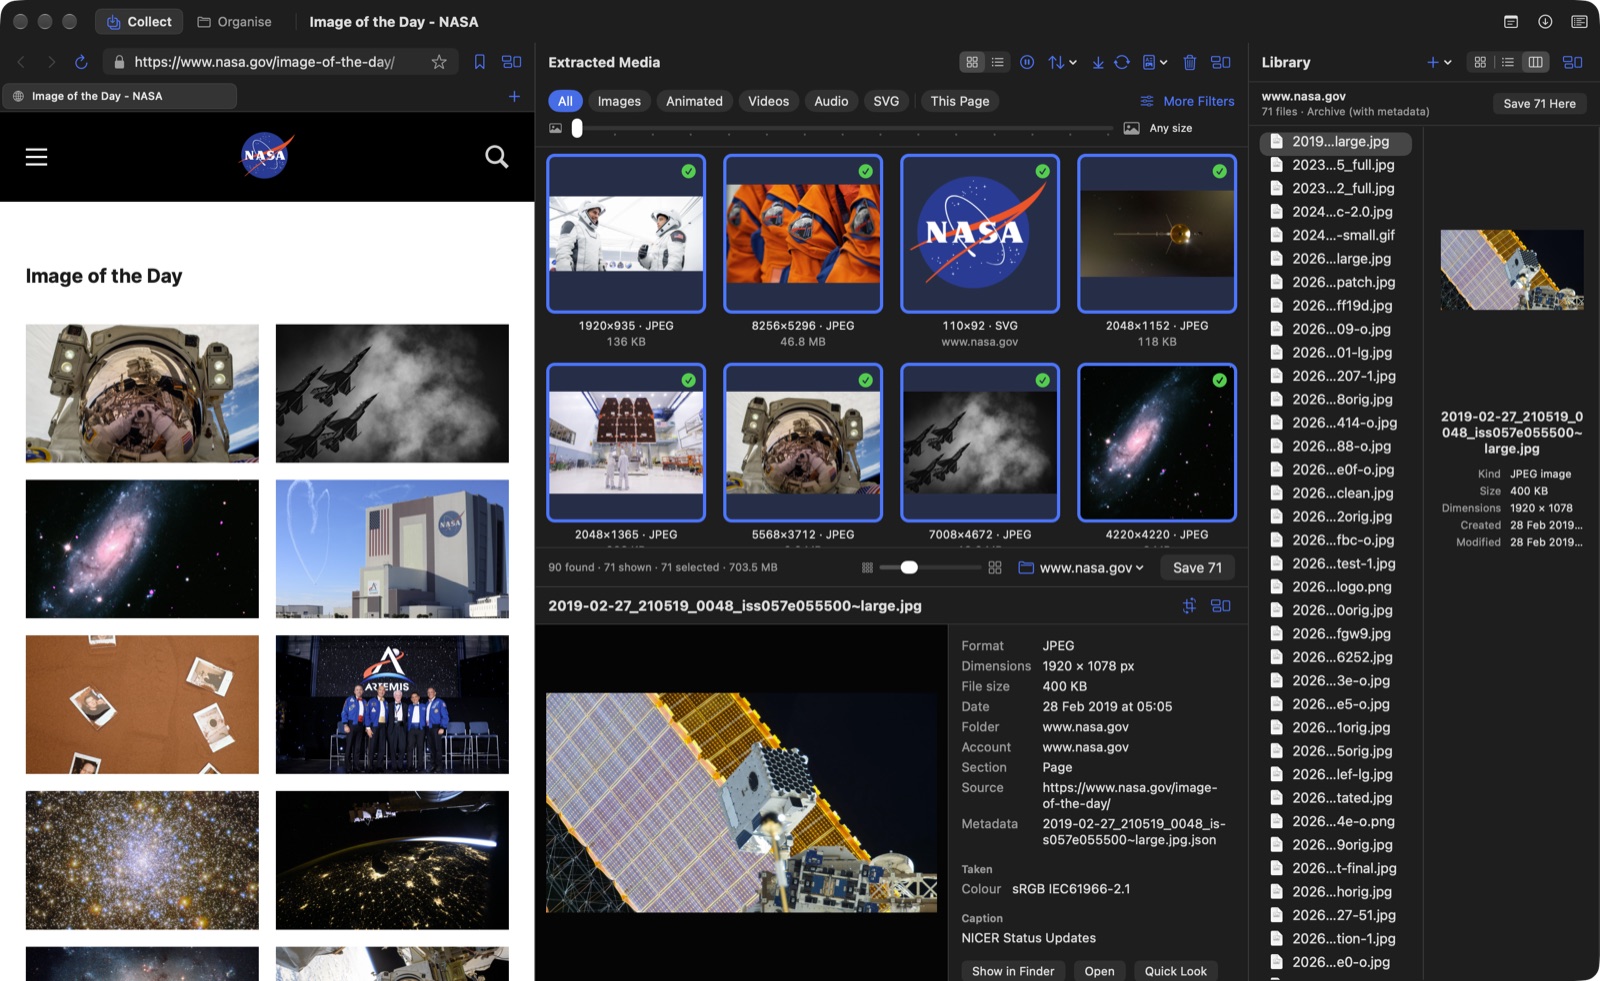 Collect
Organise
Image of the Day - NASA
https://www.nasa.gov/image-of-the-day/
Image of the Day - NASA
NASA
Image of the Day
NASA
ARTEMIS
Extracted Media
All
Images
Animated
Videos
Audio
SVG
This Page
More Filters
Any size
NASA
1920×935 · JPEG
136 KB
8256×5296 · JPEG
46.8 MB
110×92 · SVG
www.nasa.gov
2048×1152 · JPEG
118 KB
2048×1365 · JPEG
5568×3712 · JPEG
7008×4672 · JPEG
4220×4220 · JPEG
90 found · 71 shown · 71 selected · 703.5 MB
www.nasa.gov
Save 71
2019-02-27_210519_0048_iss057e055500~large.jpg
Format JPEG
Dimensions 1920 × 1078 px
File size 400 KB
Date 28 Feb 2019 at 05:05
Folder www.nasa.gov
Account www.nasa.gov
Section Page
Source https://www.nasa.gov/image-
of-the-day/
Metadata 2019-02-27_210519_0048_is-
s057e055500~large.jpg.json
Taken
Colour sRGB IEC61966-2.1
Caption
NICER Status Updates
Show in Finder
Open
Quick Look
Library
www.nasa.gov
71 files · Archive (with metadata)
Save 71 Here
2019...large.jpg
2023...5_full.jpg
2023...2_full.jpg
2024...c-2.0.jpg
2024...-small.gif
2026...large.jpg
2026...patch.jpg
2026...ff19d.jpg
2026...09-o.jpg
2026...01-lg.jpg
2026...207-1.jpg
2026...8orig.jpg
2026...414-o.jpg
2026...88-o.jpg
2026...e0f-o.jpg
2026...clean.jpg
2026...2orig.jpg
2026...fbc-o.jpg
2026...test-1.jpg
2026...logo.png
2026...0orig.jpg
2026...fgw9.jpg
2026...6252.jpg
2026...3e-o.jpg
2026...e5-o.jpg
2026...1orig.jpg
2026...5orig.jpg
2026...lef-lg.jpg
2026...tated.jpg
2026...4e-o.png
2026...9orig.jpg
2026...t-final.jpg
2026...horig.jpg
2026...27-51.jpg
2026...tion-1.jpg
2026...e0-o.jpg
2019-02-27_210519_0
048_iss057e055500~
large.jpg
Kind JPEG image
Size 400 KB
Dimensions 1920 × 1078
Created 28 Feb 2019...
Modified 28 Feb 2019...